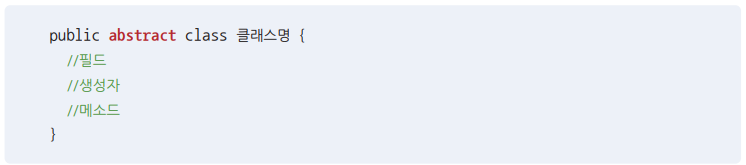 public abstract class 클래스명 {
//필드
//생성자
//메소드
}